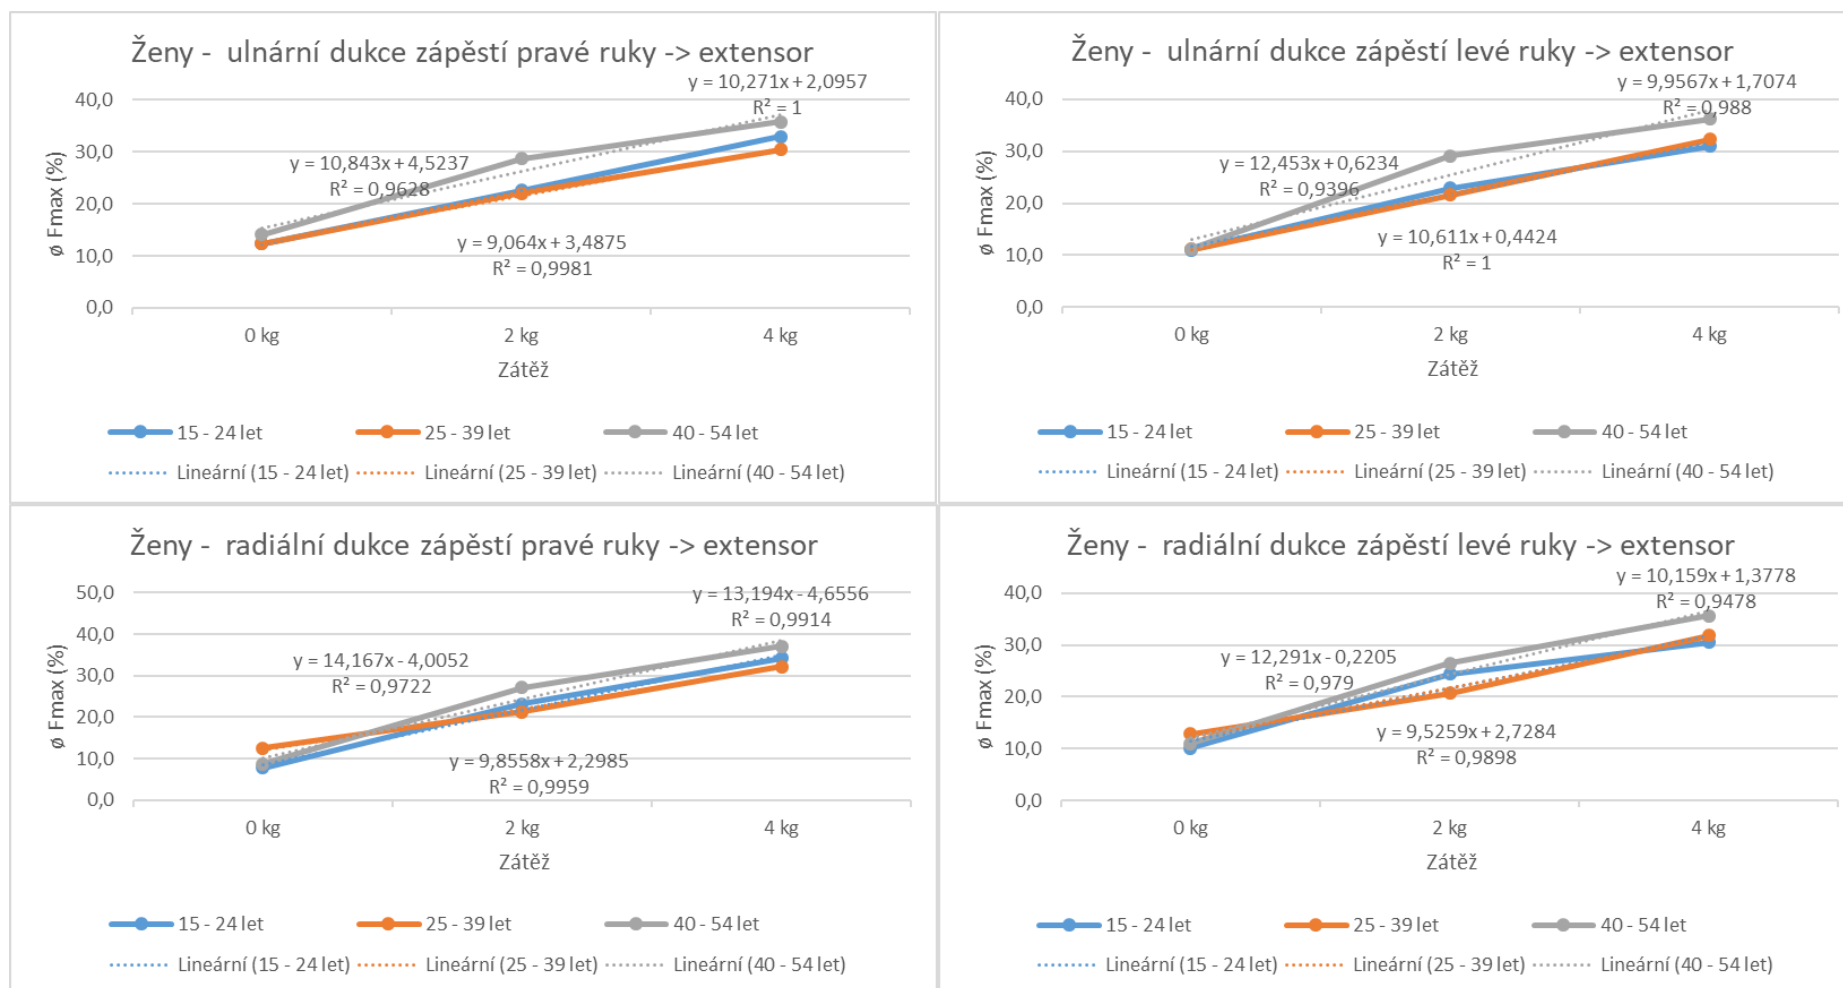 Ženy -  ulnární dukce zápěstí pravé ruky -> extensor
y = 10,271x + 2,0957
R² = 1
y = 10,843x + 4,5237
R² = 0,9628
y = 9,064x + 3,4875
R² = 0,9981
ø Fmax (%)
40,0
30,0
20,0
10,0
0,0
0 kg 2 kg 4 kg
Zátěž
15 - 24 let 25 - 39 let 40 - 54 let
Lineární (15 - 24 let) Lineární (25 - 39 let) Lineární (40 - 54 let)
Ženy -  ulnární dukce zápěstí levé ruky -> extensor
y = 9,9567x + 1,7074
R² = 0,988
y = 12,453x + 0,6234
R² = 0,9396
y = 10,611x + 0,4424
R² = 1
ø Fmax (%)
40,0
30,0
20,0
10,0
0,0
0 kg 2 kg 4 kg
Zátěž
15 - 24 let 25 - 39 let 40 - 54 let
Lineární (15 - 24 let) Lineární (25 - 39 let) Lineární (40 - 54 let)
Ženy -  radiální dukce zápěstí pravé ruky -> extensor
y = 13,194x - 4,6556
R² = 0,9914
y = 14,167x - 4,0052
R² = 0,9722
y = 9,8558x + 2,2985
R² = 0,9959
ø Fmax (%)
50,0
40,0
30,0
20,0
10,0
0,0
0 kg 2 kg 4 kg
Zátěž
15 - 24 let 25 - 39 let 40 - 54 let
Lineární (15 - 24 let) Lineární (25 - 39 let) Lineární (40 - 54 let)
Ženy -  radiální dukce zápěstí levé ruky -> extensor
y = 10,159x + 1,3778
R² = 0,9478
y = 12,291x - 0,2205
R² = 0,979
y = 9,5259x + 2,7284
R² = 0,9898
ø Fmax (%)
40,0
30,0
20,0
10,0
0,0
0 kg 2 kg 4 kg
Zátěž
15 - 24 let 25 - 39 let 40 - 54 let
Lineární (15 - 24 let) Lineární (25 - 39 let) Lineární (40 - 54 let)